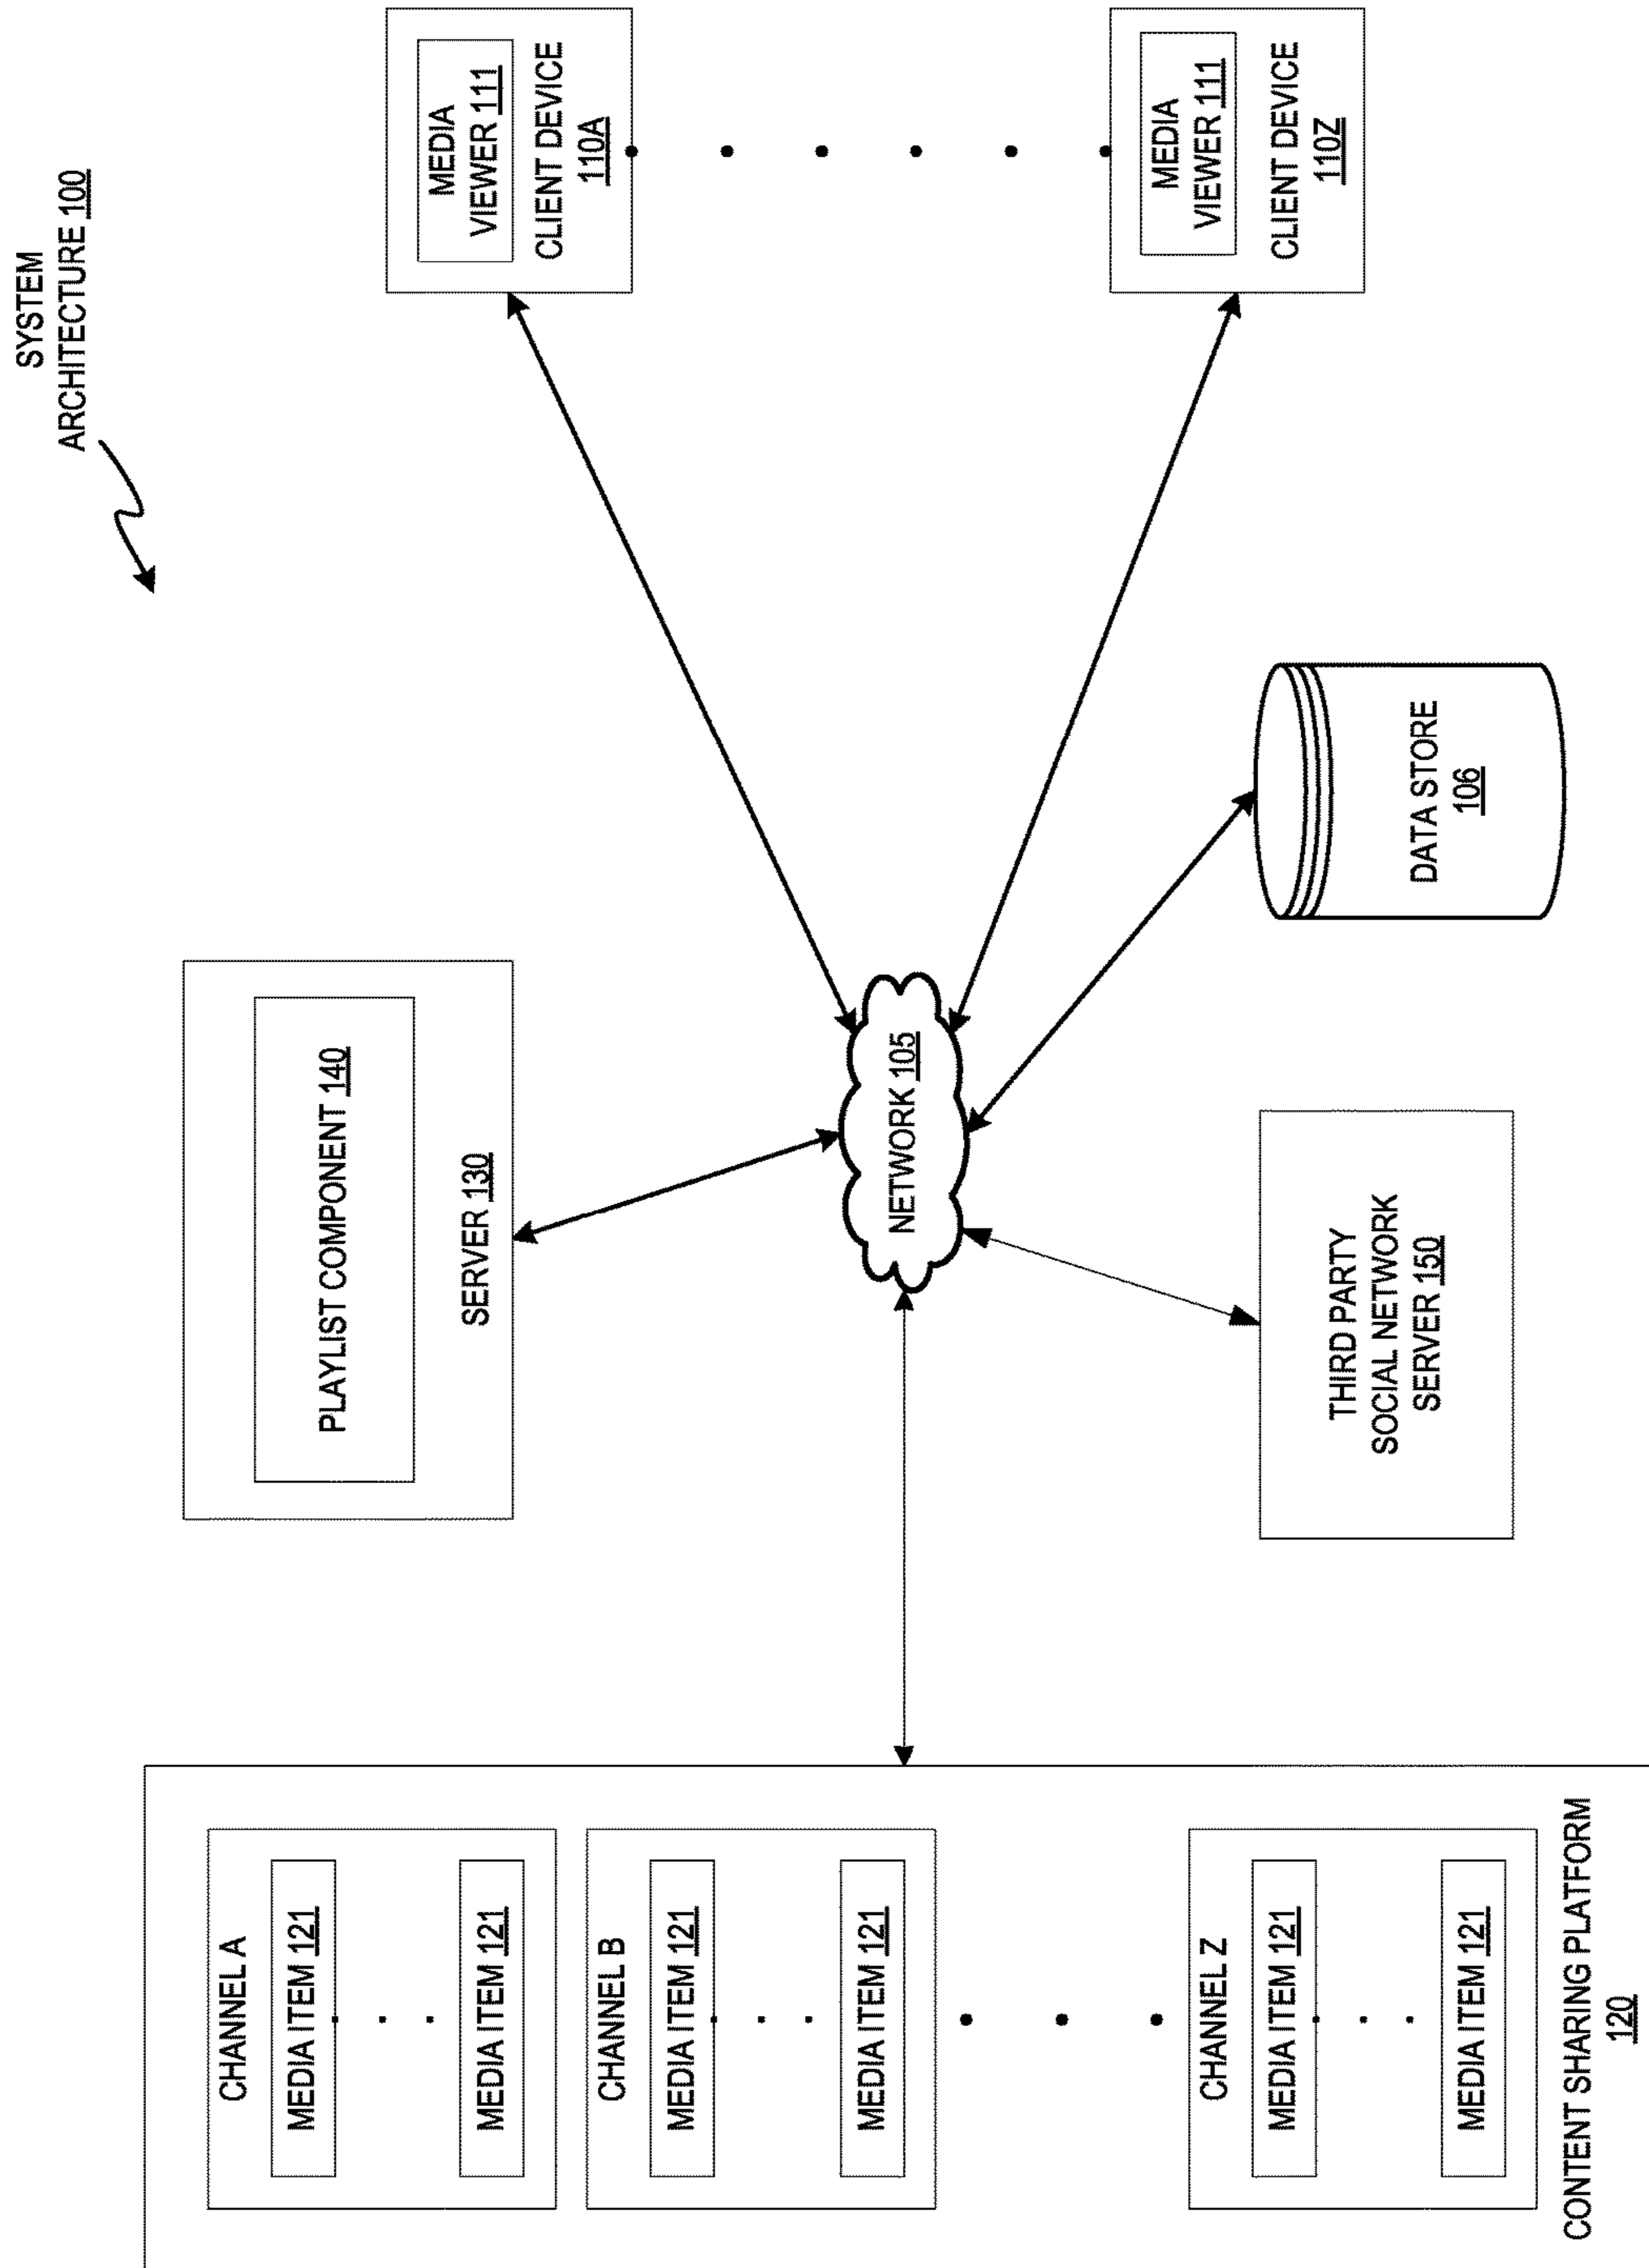 SYSTEM
ARCHITECTURE 100
CHANNEL A
MEDIA ITEM 121
MEDIA ITEM 121
CHANNEL B
MEDIA ITEM 121
MEDIA ITEM 121
CHANNEL Z
MEDIA ITEM 121
MEDIA ITEM 121
CONTENT SHARING PLATFORM
120
PLAYLIST COMPONENT 140
SERVER 130
NETWORK 105
THIRD PARTY
SOCIAL NETWORK
SERVER 150
DATA STORE
106
MEDIA
VIEWER 111
CLIENT DEVICE
110A
MEDIA
VIEWER 111
CLIENT DEVICE
110Z